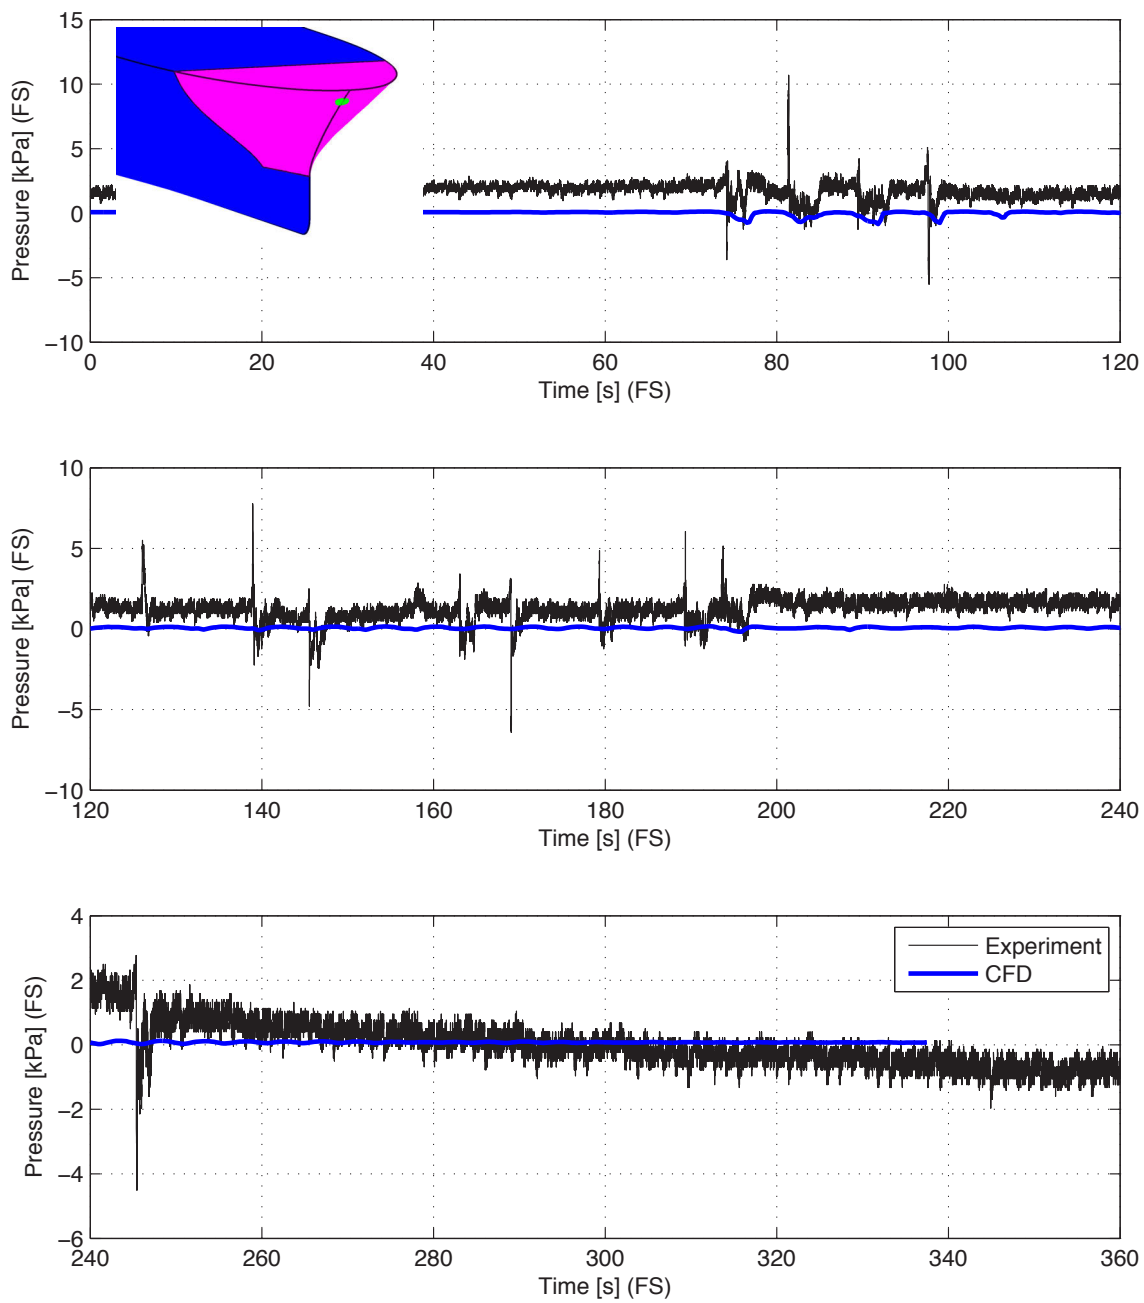 15
10
5
0
−5
−10
Pressure [kPa] (FS)
0 20 40 60 80 100 120
Time [s] (FS)
10
5
0
−5
−10
Pressure [kPa] (FS)
120 140 160 180 200 220 240
Time [s] (FS)
4
2
0
−2
−4
−6
Pressure [kPa] (FS)
Experiment
CFD
240 260 280 300 320 340 360
Time [s] (FS)